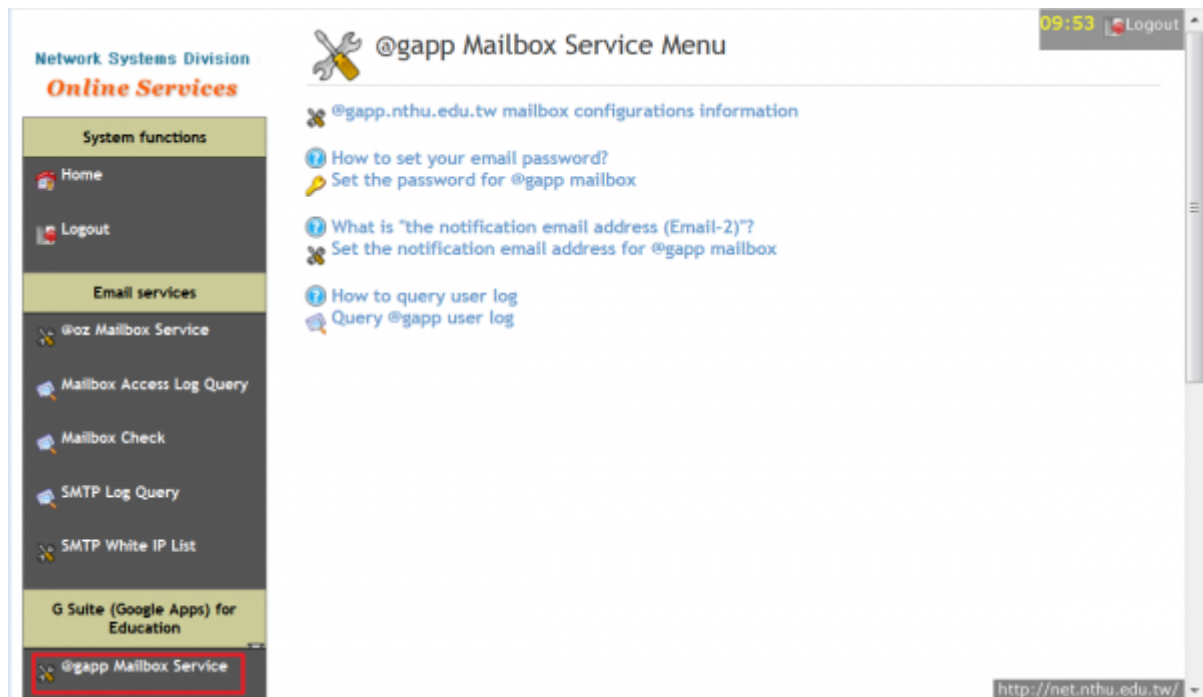 09:53 Logout
Network Systems Division
Online Services
System functions
Home
Logout
Email services
@oz Mailbox Service
Mailbox Access Log Query
Mailbox Check
SMTP Log Query
SMTP White IP List
G Suite (Google Apps) for
Education
@gapp Mailbox Service
@gapp Mailbox Service Menu
@gapp.nthu.edu.tw mailbox configurations information
How to set your email password?
Set the password for @gapp mailbox
What is "the notification email address (Email-2)"?
Set the notification email address for @gapp mailbox
How to query user log
Query @gapp user log
http://net.nthu.edu.tw/